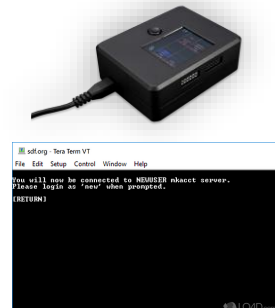 sdf.org - Tera Term VT
File Edit Setup Control Window Help
You will now be connected to NEWUSER mkacct server.
Please login as 'new' when prompted.
[RETURN]
LO4D